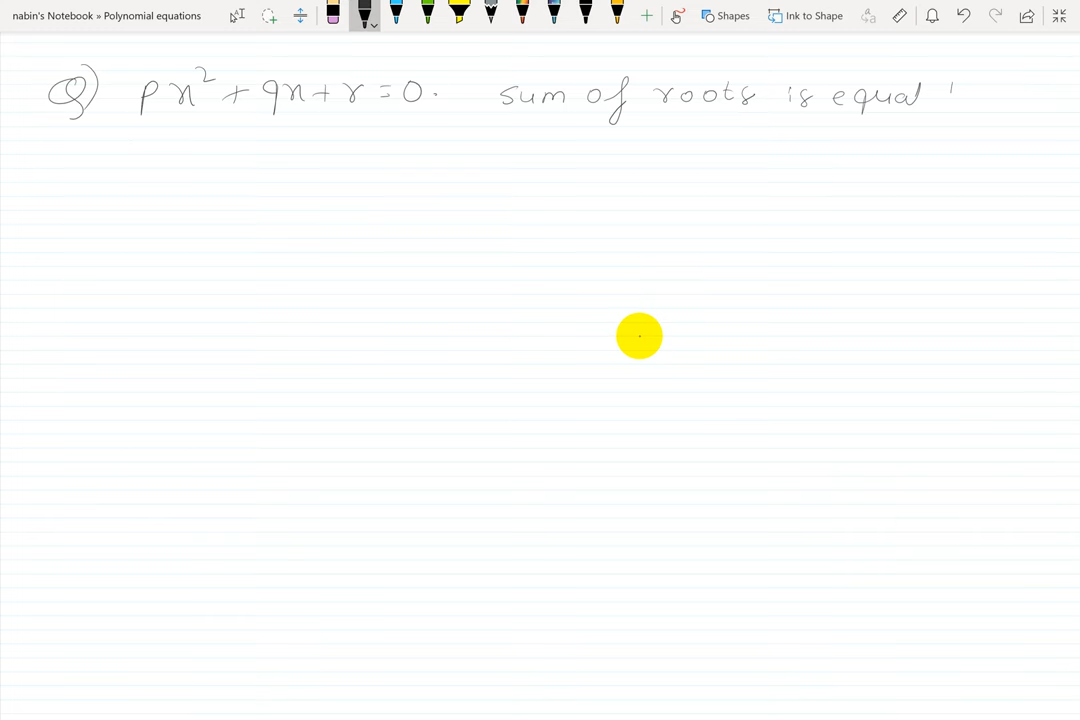 nabin's Notebook » Polynomial equations Shapes Ink to Shape
Q) px² + qx + r = 0. sum of roots is equal